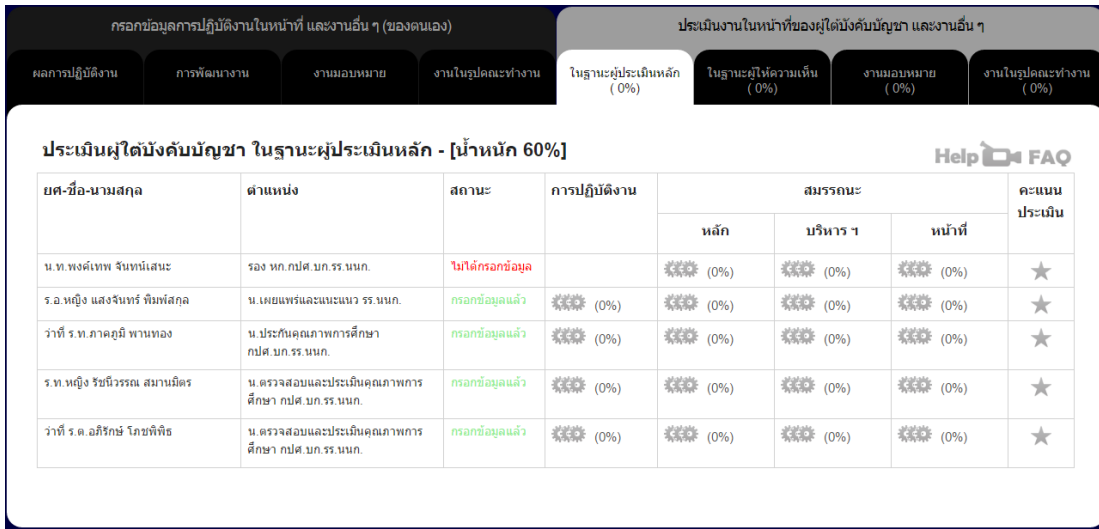 กรอกข้อมูลการปฏิบัติงานในหน้าที่ และงานอื่น ๆ (ของตนเอง)
ประเมินงานในหน้าที่ของผู้ใต้บังคับบัญชา และงานอื่น ๆ
ผลการปฏิบัติงาน
การพัฒนางาน
งานมอบหมาย
งานในรูปคณะทำงาน
ในฐานะผู้ประเมินหลัก
( 0%)
ในฐานะผู้ให้ความเห็น
( 0%)
งานมอบหมาย
( 0%)
งานในรูปคณะทำงาน
( 0%)
ประเมินผู้ใต้บังคับบัญชา ในฐานะผู้ประเมินหลัก - [น้ำหนัก 60%]
Help FAQ
ยศ-ชื่อ-นามสกุล ตำแหน่ง สถานะ การปฏิบัติงาน สมรรถนะ คะแนน
ประเมิน
หลัก บริหาร ฯ หน้าที่
น.ท.พงค์เทพ จันทน์เสนะ รอง หก.กปศ.บก.รร.นนก. ไม่ได้กรอกข้อมูล (0%) (0%) (0%)
ร.อ.หญิง แสงจันทร์ พิมพ์สกุล น.เผยแพร่และแนะแนว รร.นนก. กรอกข้อมูลแล้ว (0%) (0%) (0%) (0%)
ว่าที่ ร.ท.ภาคภูมิ พานทอง น.ประกันคุณภาพการศึกษา กรอกข้อมูลแล้ว (0%) (0%) (0%) (0%)
กปศ.บก.รร.นนก.
ร.ท.หญิง รัชนีวรรณ สมานมิตร น.ตรวจสอบและประเมินคุณภาพการ กรอกข้อมูลแล้ว (0%) (0%) (0%) (0%)
ศึกษา กปศ.บก.รร.นนก.
ว่าที่ ร.ต.อภิรักษ์ โภชพิพิธ น.ตรวจสอบและประเมินคุณภาพการ กรอกข้อมูลแล้ว (0%) (0%) (0%) (0%)
ศึกษา กปศ.บก.รร.นนก.